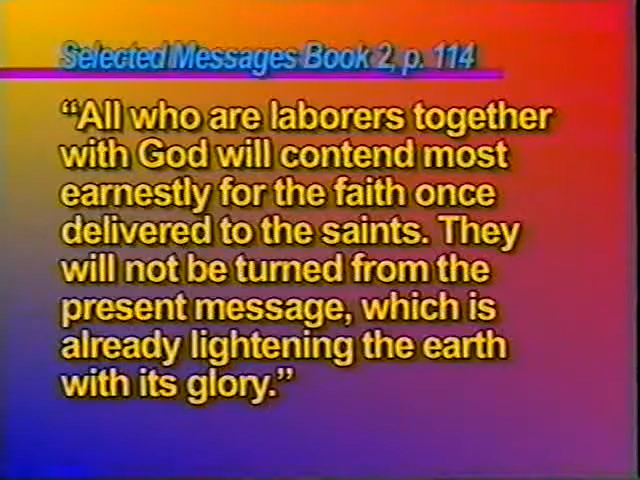 Selected Messages Book 2, p. 114
“All who are laborers together
with God will contend most
earnestly for the faith once
delivered to the saints. They
will not be turned from the
present message, which is
already lightening the earth
with its glory.”